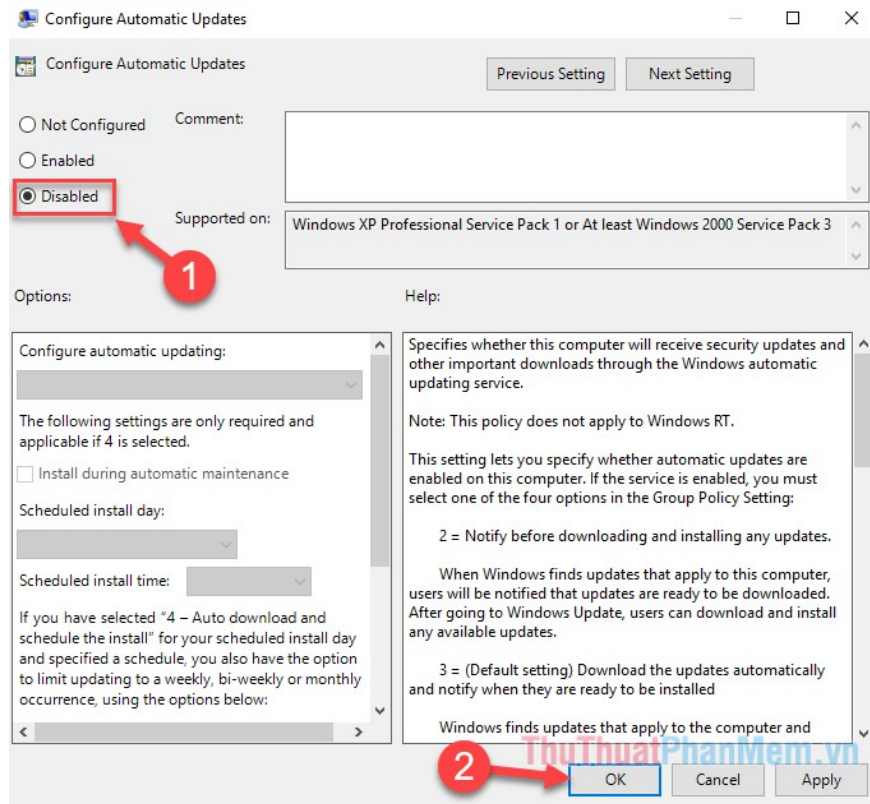 Configure Automatic Updates
Configure Automatic Updates
Previous Setting
Next Setting
Not Configured
Comment:
Enabled
Disabled
Supported on:
Windows XP Professional Service Pack 1 or At least Windows 2000 Service Pack 3
1
Options:
Help:
Configure automatic updating:
The following settings are only required and
applicable if 4 is selected.
Install during automatic maintenance
Scheduled install day:
Scheduled install time:
If you have selected "4 – Auto download and
schedule the install" for your scheduled install day
and specified a schedule, you also have the option
to limit updating to a weekly, bi-weekly or monthly
occurrence, using the options below:
Specifies whether this computer will receive security updates and
other important downloads through the Windows automatic
updating service.
Note: This policy does not apply to Windows RT.
This setting lets you specify whether automatic updates are
enabled on this computer. If the service is enabled, you must
select one of the four options in the Group Policy Setting:
2 = Notify before downloading and installing any updates.
When Windows finds updates that apply to this computer,
users will be notified that updates are ready to be downloaded.
After going to Windows Update, users can download and install
any available updates.
3 = (Default setting) Download the updates automatically
and notify when they are ready to be installed
Windows finds updates that apply to the computer and
ThuThuatPhanMem.vn
2
OK
Cancel
Apply